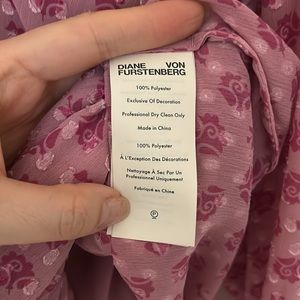 DIANE VON
FURSTENBERG
100% Polyester
Exclusive Of Decoration
Professional Dry Clean Only
Made in China
100% Polyester
À L'Exception Des Décorations
Nettoyage À Sec Par Un
Professionnel Uniquement
Fabriqué en Chine
P